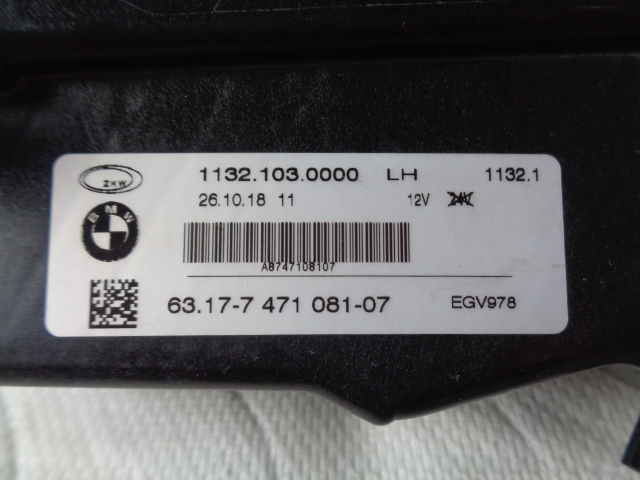 ZKW 1132.103.0000 LH 1132.1
26.10.18 11 12V 24V
BMW
A8747108107
63.17-7 471 081-07 EGV978